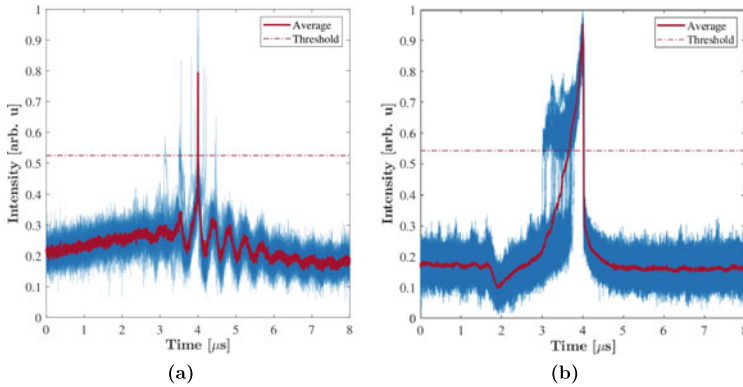 (a)
1
0.9
0.8
0.7
0.6
0.5
0.4
0.3
0.2
0.1
0
Intensity [arb. u]
Average
Threshold
0 1 2 3 4 5 6 7 8
Time [μs]
(a)
(b)
1
0.9
0.8
0.7
0.6
0.5
0.4
0.3
0.2
0.1
0
Intensity [arb. u]
Average
Threshold
0 1 2 3 4 5 6 7 8
Time [μs]
(b)